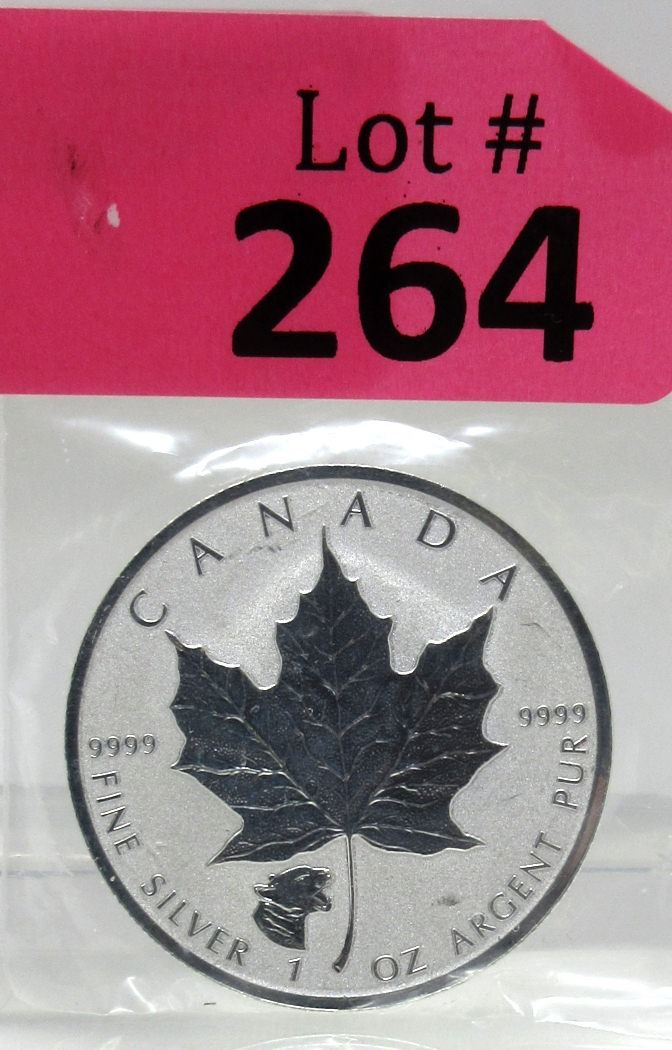 Lot #
264
CANADA
9999
9999
FINE SILVER 1 OZ ARGENT PUR